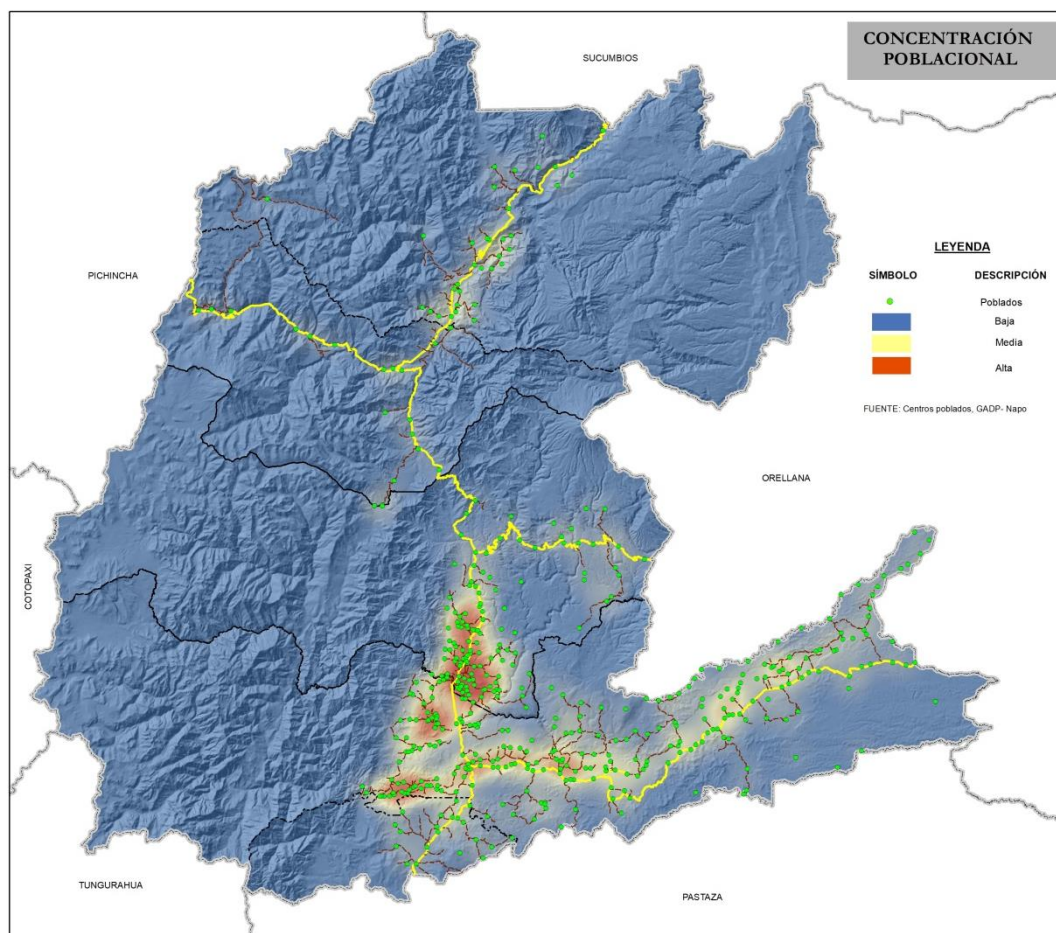 CONCENTRACIÓN
POBLACIONAL
SUCUMBIOS
PICHINCHA
LEYENDA
SÍMBOLO DESCRIPCIÓN
Poblados
Baja
Media
Alta
FUENTE: Centros poblados, GADP- Napo
ORELLANA
COTOPAXI
TUNGURAHUA
PASTAZA